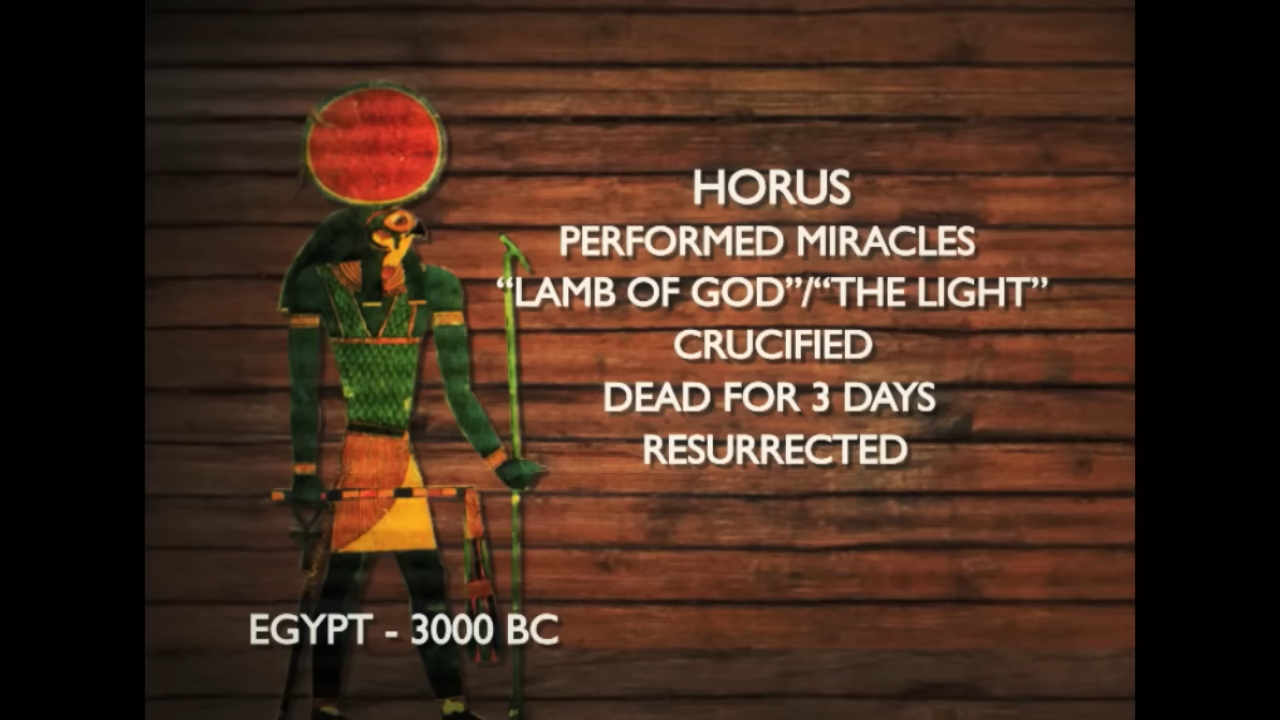 HORUS
PERFORMED MIRACLES
“LAMB OF GOD”/“THE LIGHT”
CRUCIFIED
DEAD FOR 3 DAYS
RESURRECTED
EGYPT - 3000 BC